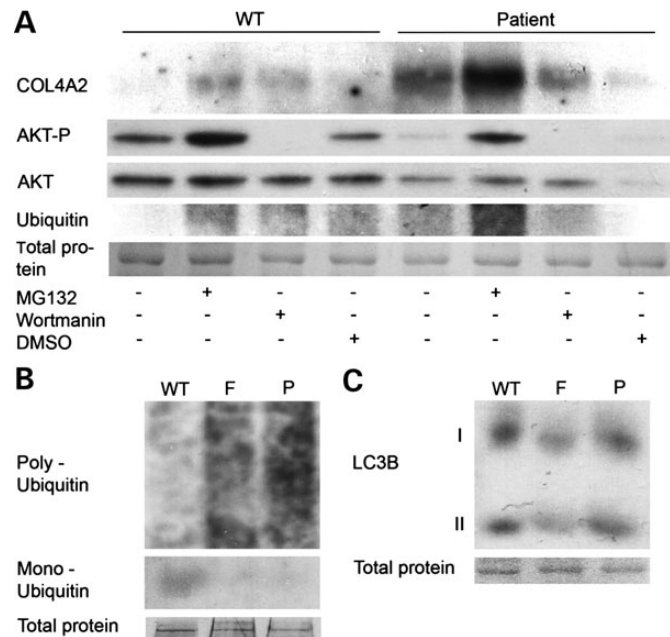 A
WT Patient
COL4A2
AKT-P
AKT
Ubiquitin
Total pro-
tein
MG132 - + - - - + - -
Wortmanin - - + - - - + -
DMSO - - - + - - - +
B
WT F P
Poly -
Ubiquitin
Mono -
Ubiquitin
Total protein
C
WT F P
I
LC3B
II
Total protein